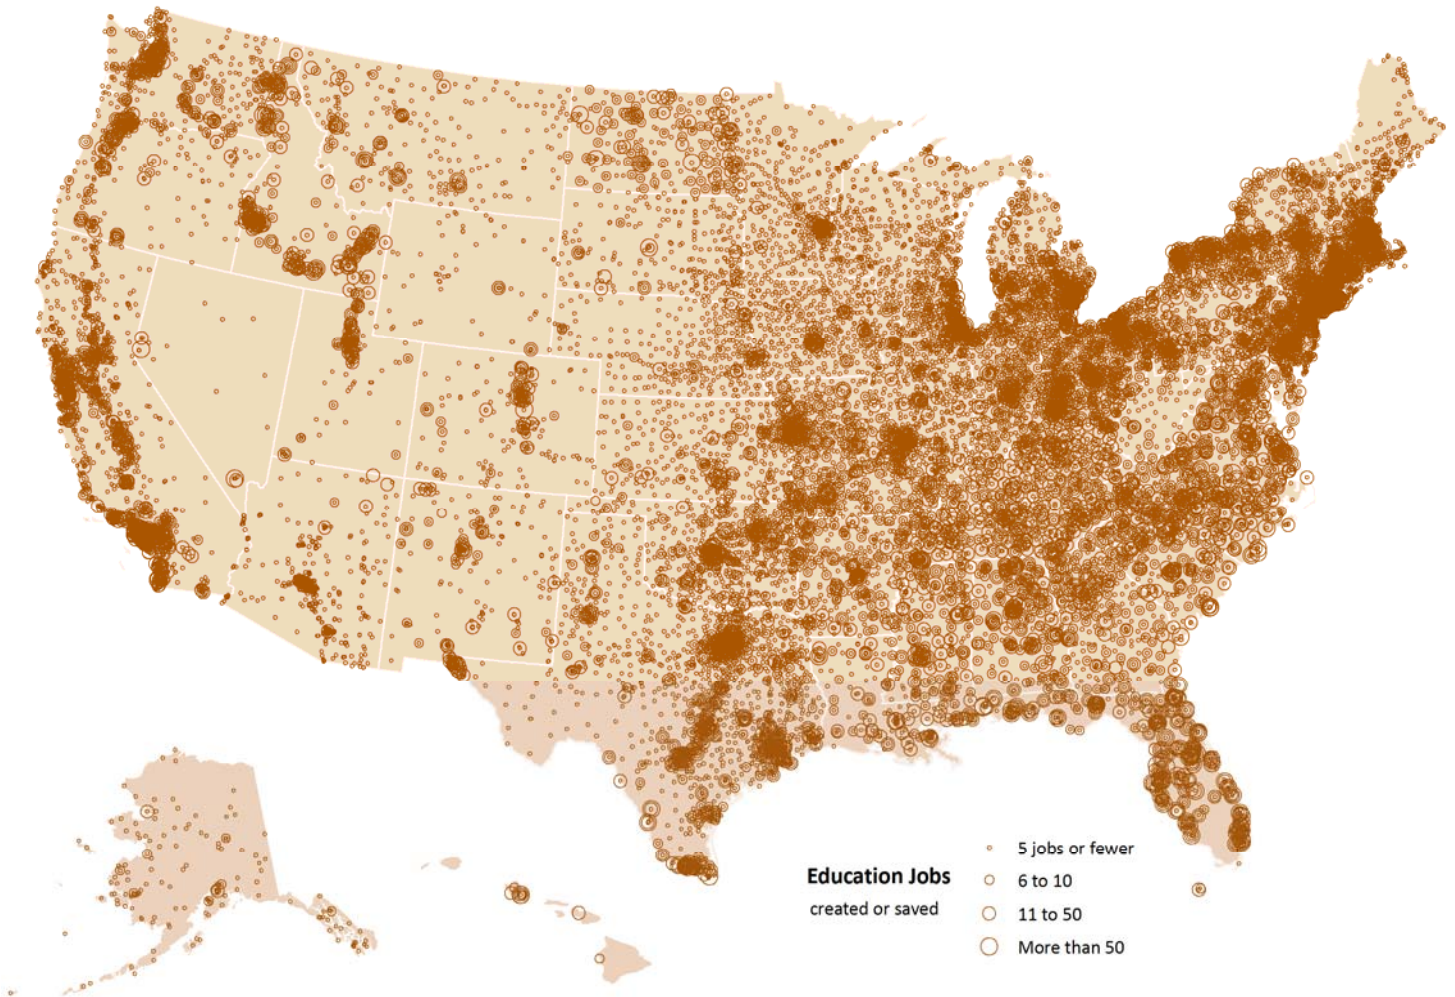 Education Jobs
created or saved
5 jobs or fewer
6 to 10
11 to 50
More than 50